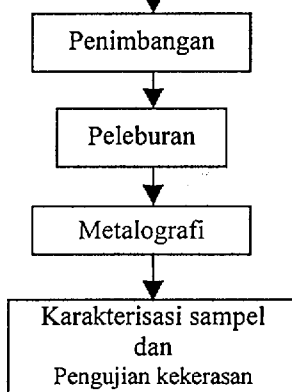 Penimbangan
Peleburan
Metalografi
Karakterisasi sampel
dan
Pengujian kekerasan